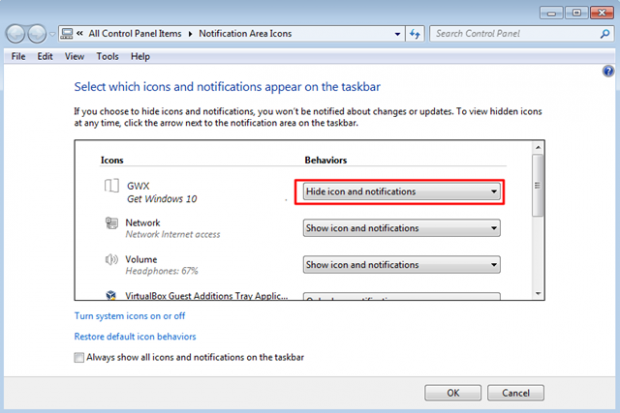 « All Control Panel Items ▸ Notification Area Icons
Search Control Panel
File Edit View Tools Help
Select which icons and notifications appear on the taskbar
If you choose to hide icons and notifications, you won't be notified about changes or updates. To view hidden icons
at any time, click the arrow next to the notification area on the taskbar.
Icons Behaviors
GWX
Get Windows 10
Hide icon and notifications
Network
Network Internet access
Show icon and notifications
Volume
Headphones: 67%
Show icon and notifications
VirtualBox Guest Additions Tray Applic...
Turn system icons on or off
Restore default icon behaviors
Always show all icons and notifications on the taskbar
OK Cancel